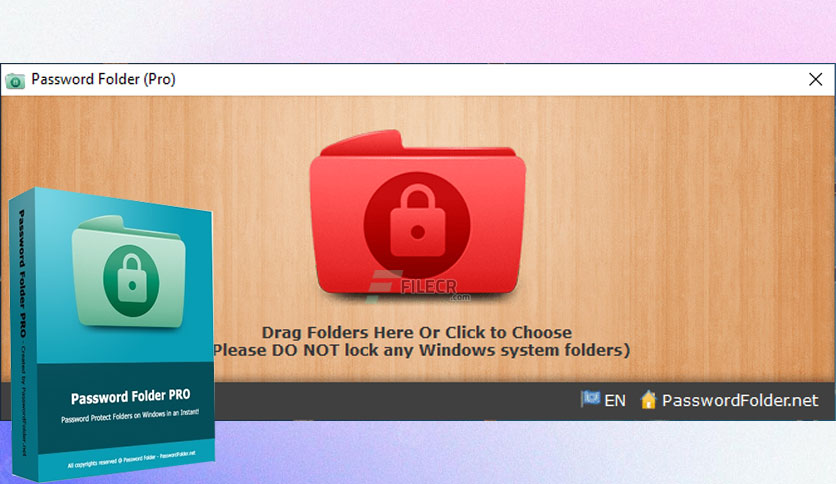 Password Folder (Pro)
FILECR
.com
Drag Folders Here Or Click to Choose
Please DO NOT lock any Windows system folders)
EN
PasswordFolder.net
Password Folder PRO - Created by PasswordFolder.net
Password Folder PRO
Password Protect Folders on Windows in an Instant!
All copyrights reserved @ Password Folder - PasswordFolder.net